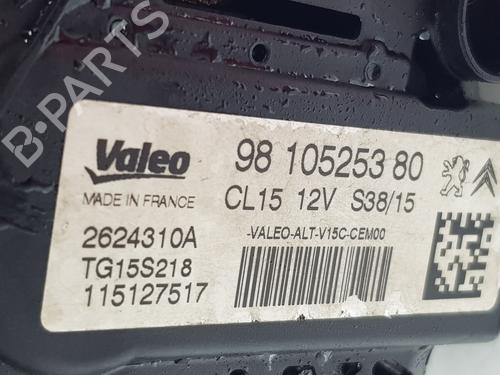 Valeo
MADE IN FRANCE
2624310A
TG15S218
115127517
98 105253 80
CL15 12V S38/15
-VALEO-ALT-V15C-CEM00
B-PARTS